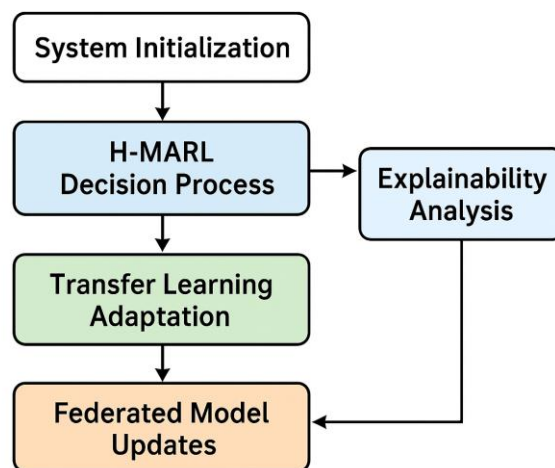 System Initialization
H-MARL
Decision Process
Explainability
Analysis
Transfer Learning
Adaptation
Federated Model
Updates